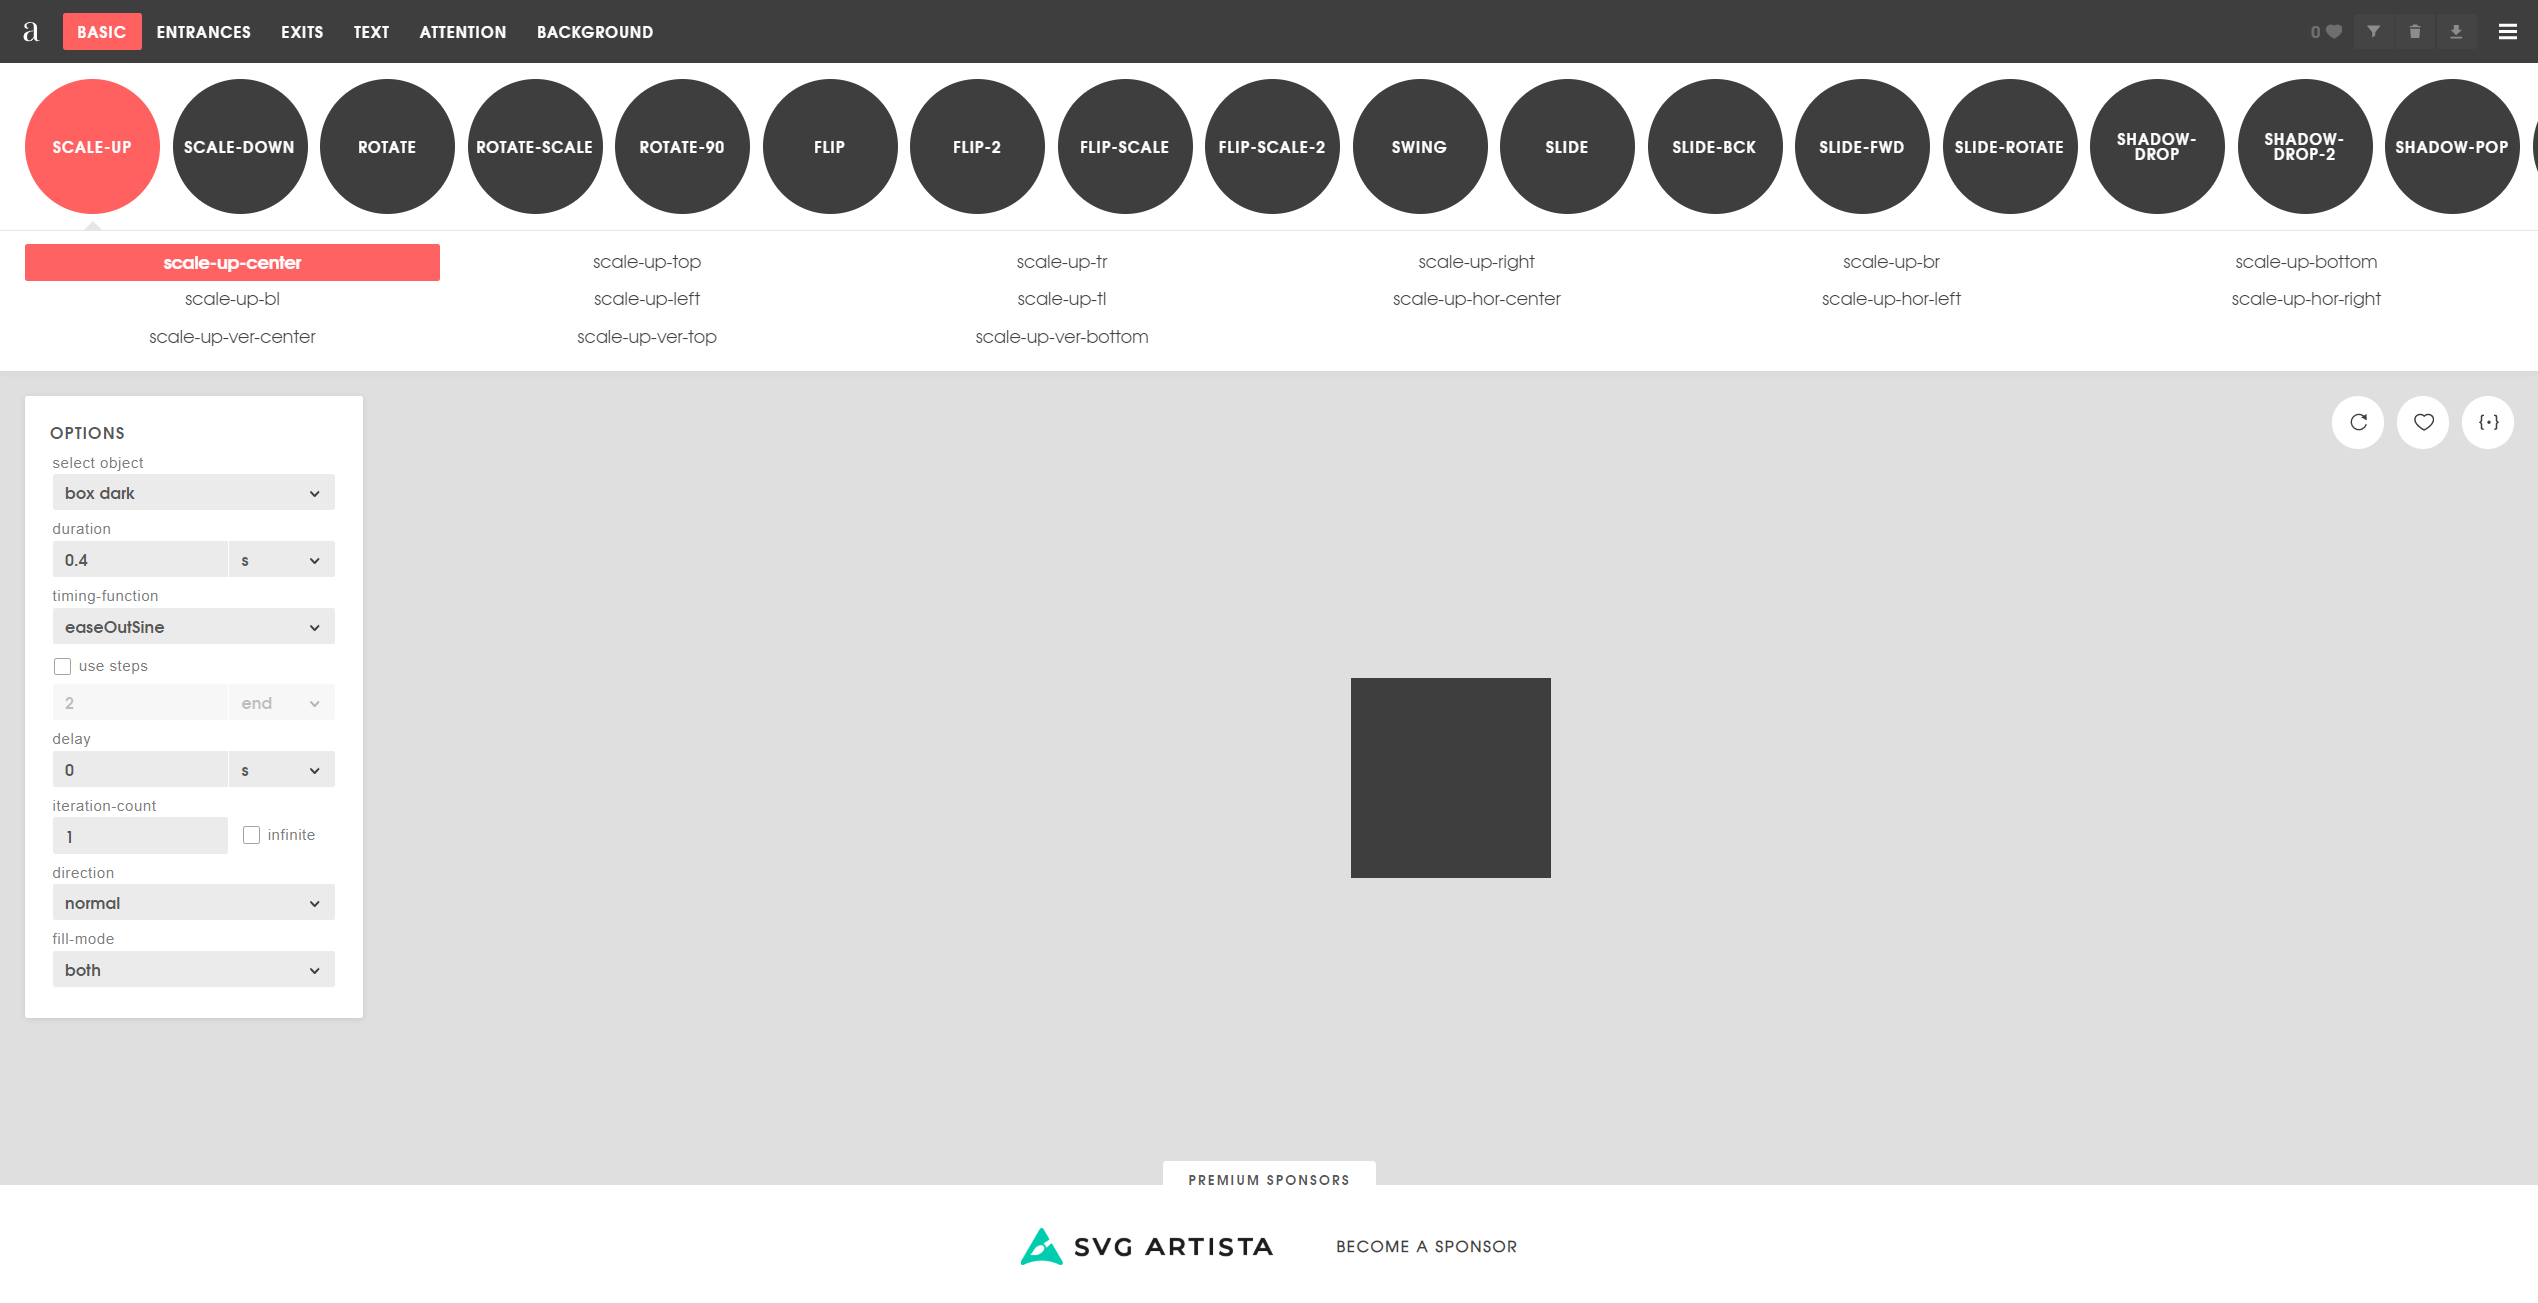 a BASIC ENTRANCES EXITS TEXT ATTENTION BACKGROUND 0
SCALE-UP SCALE-DOWN ROTATE ROTATE-SCALE ROTATE-90 FLIP FLIP-2 FLIP-SCALE FLIP-SCALE-2 SWING SLIDE SLIDE-BCK SLIDE-FWD SLIDE-ROTATE SHADOW-DROP SHADOW-DROP-2 SHADOW-POP
scale-up-center scale-up-top scale-up-tr scale-up-right scale-up-br scale-up-bottom
scale-up-bl scale-up-left scale-up-tl scale-up-hor-center scale-up-hor-left scale-up-hor-right
scale-up-ver-center scale-up-ver-top scale-up-ver-bottom
OPTIONS
select object
box dark
duration
0.4 s
timing-function
easeOutSine
use steps
2 end
delay
0 s
iteration-count
1 infinite
direction
normal
fill-mode
both
{·}
PREMIUM SPONSORS
SVG ARTISTA BECOME A SPONSOR